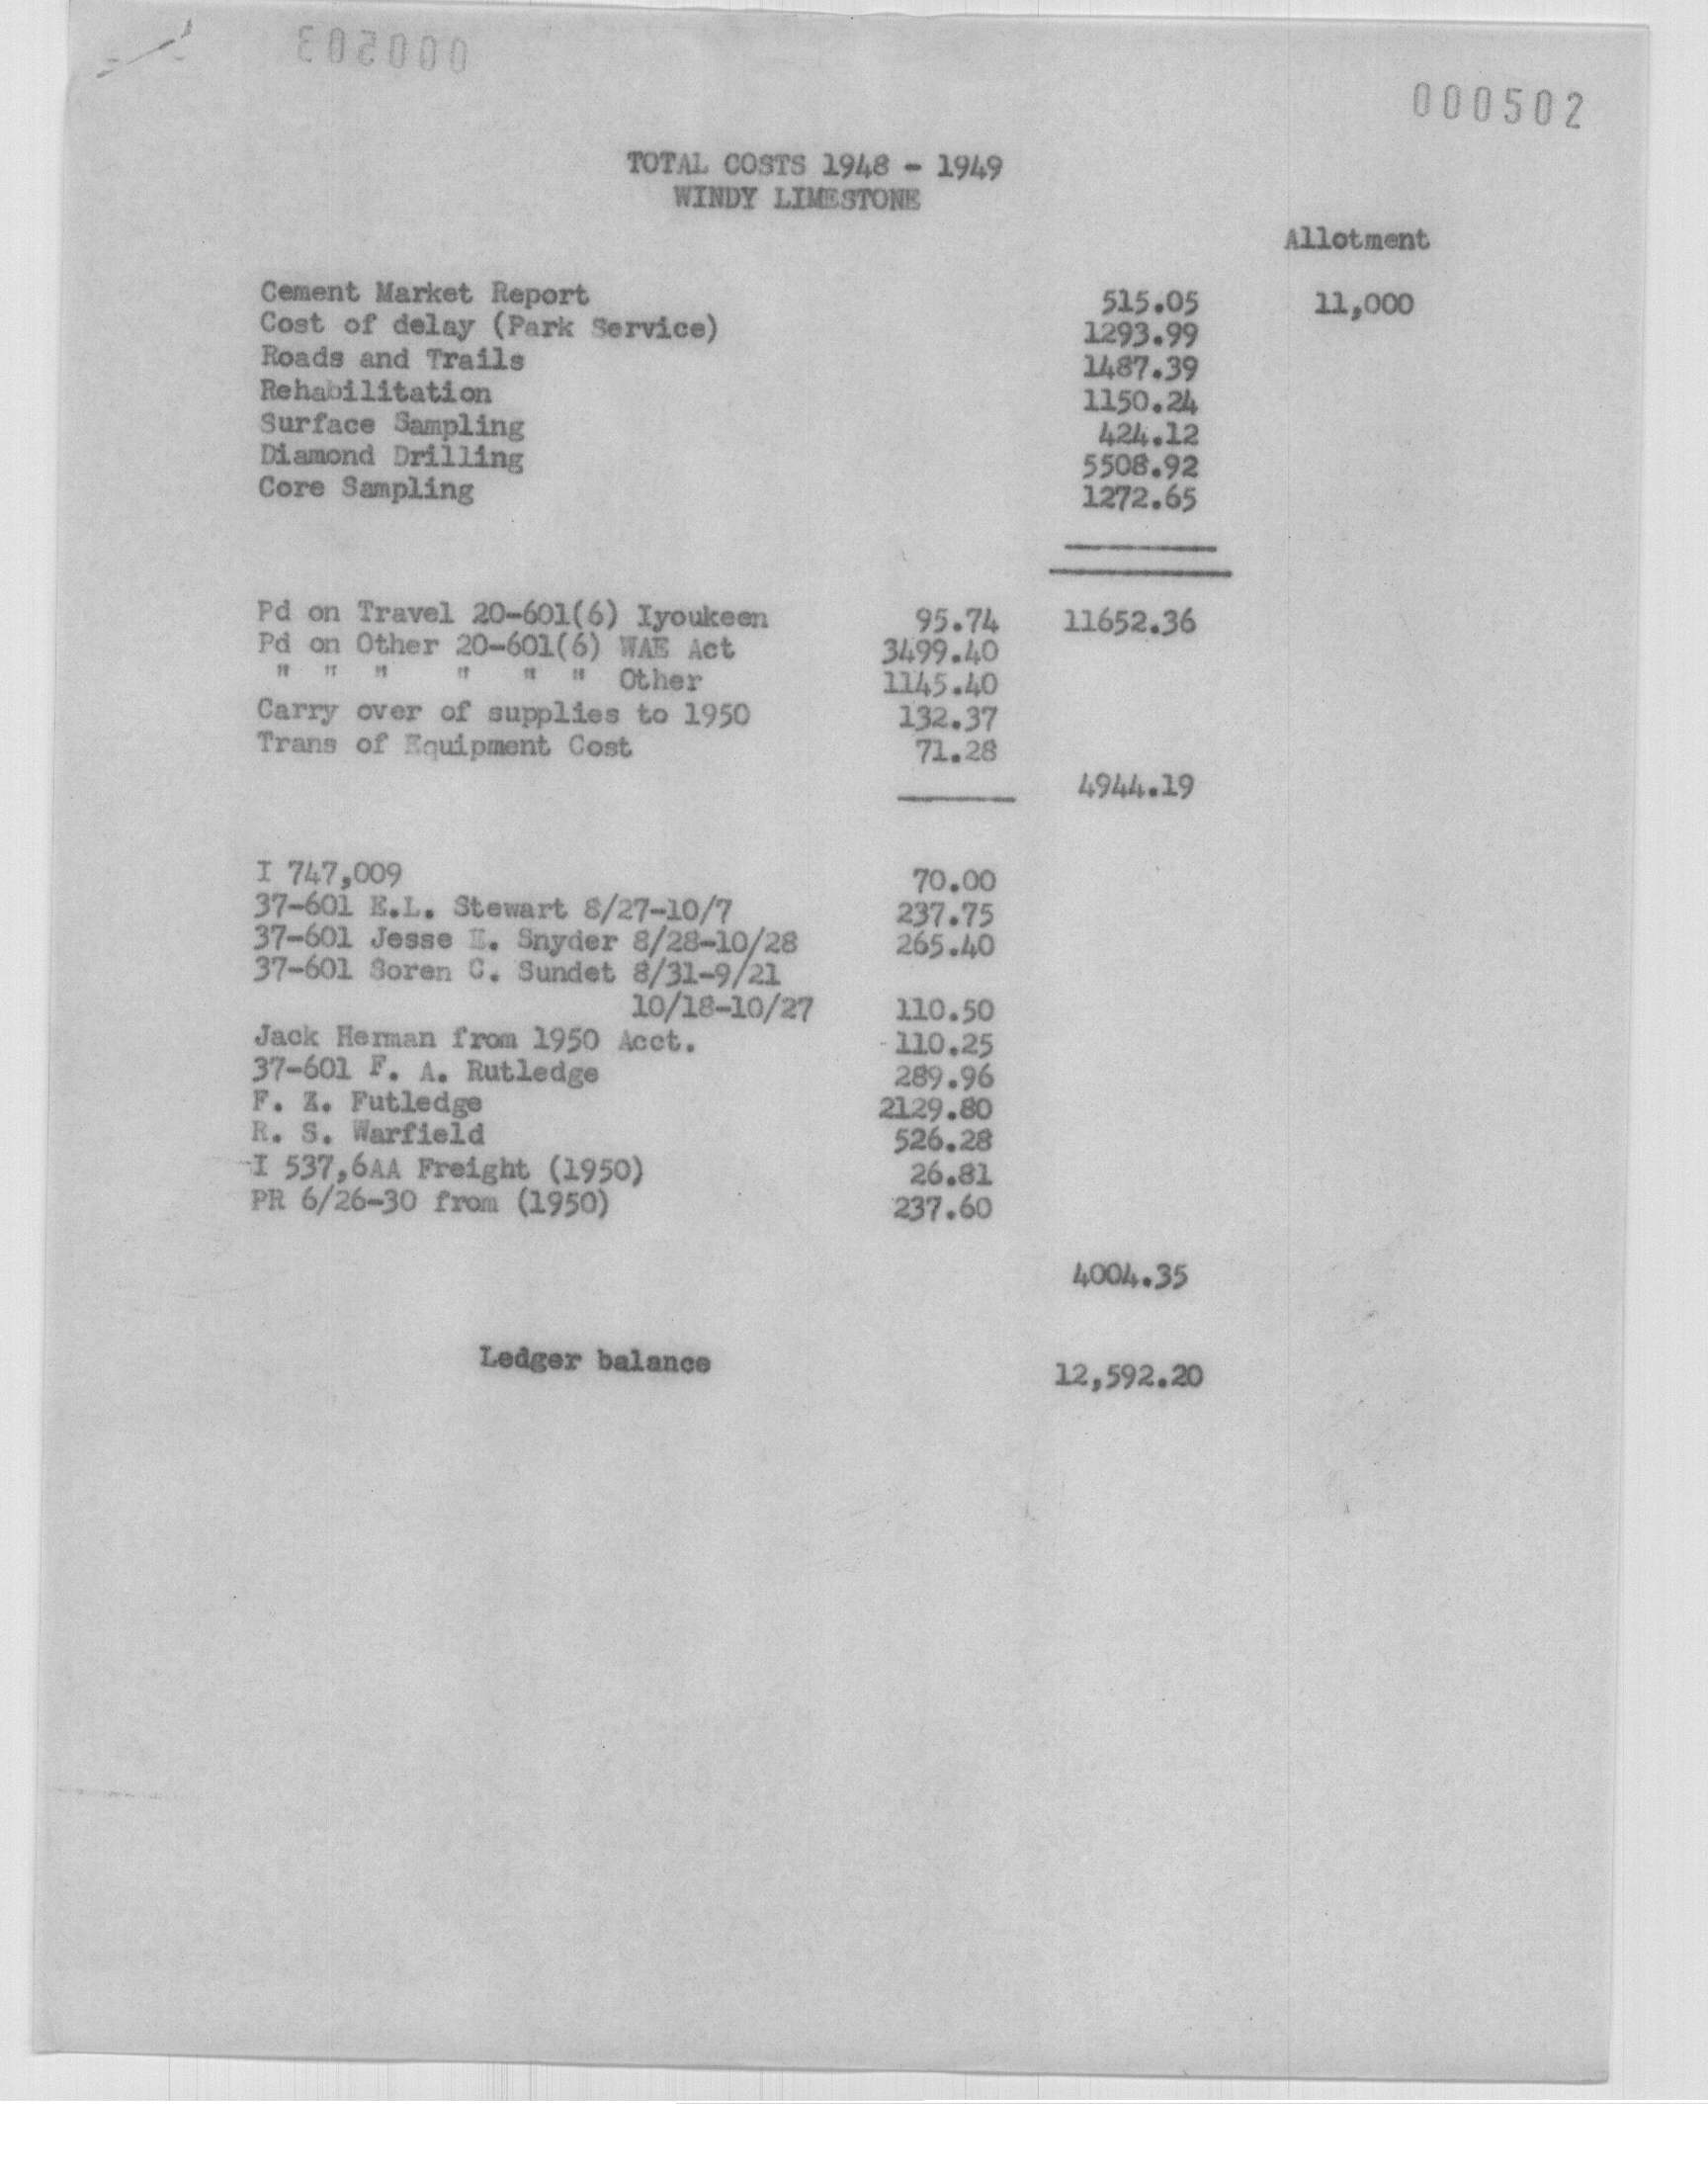 000503
000502
TOTAL COSTS 1948 - 1949
WINDY LIMESTONE
Allotment
Cement Market Report 515.05 11,000
Cost of delay (Park Service) 1293.99
Roads and Trails 1487.39
Rehabilitation 1150.24
Surface Sampling 424.12
Diamond Drilling 5508.92
Core Sampling 1272.65
Pd on Travel 20-601(6) Iyoukeen 95.74 11652.36
Pd on Other 20-601(6) WAE Act 3499.40
" " " " " " Other 1145.40
Carry over of supplies to 1950 132.37
Trans of Equipment Cost 71.28
4944.19
I 747,009 70.00
37-601 E.L. Stewart 8/27-10/7 237.75
37-601 Jesse Snyder 8/28-10/28 265.40
37-601 Soren C. Sundet 8/31-9/21
10/18-10/27 110.50
Jack Herman from 1950 Acct. 110.25
37-601 F. A. Rutledge 289.96
F. Futledge 2129.80
R. S. Warfield 526.28
I 537,6AA Freight (1950) 26.81
PR 6/26-30 from (1950) 237.60
4004.35
Ledger balance 12,592.20